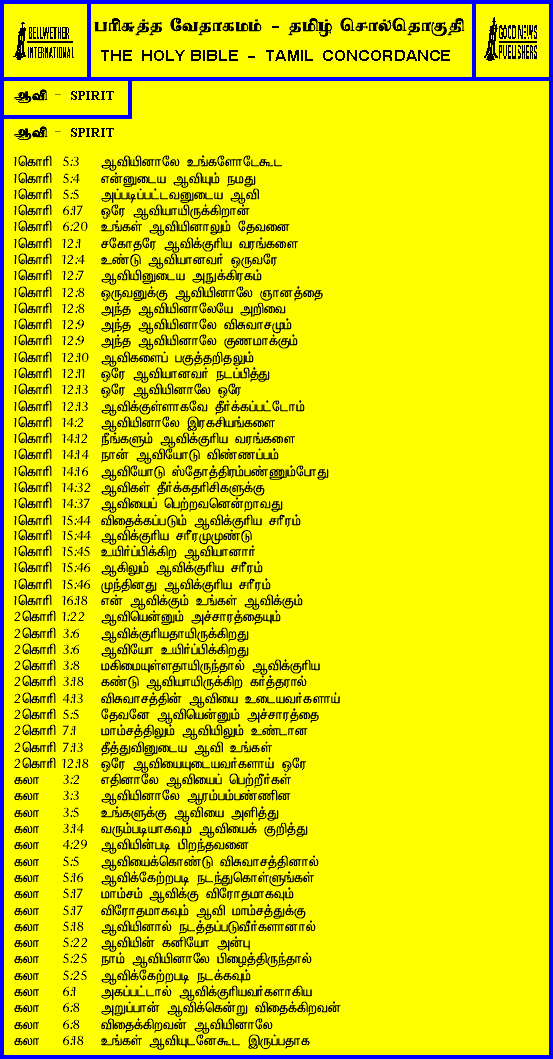 BELLWETHER
INTERNATIONAL
பரிசுத்த வேதாகமம் - தமிழ் சொல்தொகுதி
THE HOLY BIBLE - TAMIL CONCORDANCE
GOOD NEWS
PUBLISHERS
ஆவி - SPIRIT
ஆவி - SPIRIT
1கொரி 5:3 ஆவியினாலே உங்களோடேகூட
1கொரி 5:4 என்னுடைய ஆவியும் நமது
1கொரி 5:5 அப்படிப்பட்டவனுடைய ஆவி
1கொரி 6:17 ஒரே ஆவியாயிருக்கிறான்
1கொரி 6:20 உங்கள் ஆவியினாலும் தேவனை
1கொரி 12:1 சகோதரே ஆவிக்குரிய வரங்களை
1கொரி 12:4 உண்டு ஆவியானவர் ஒருவரே
1கொரி 12:7 ஆவியினுடைய அநுக்கிரகம்
1கொரி 12:8 ஒருவனுக்கு ஆவியினாலே ஞானத்தை
1கொரி 12:8 அந்த ஆவியினாலேயே அறிவை
1கொரி 12:9 அந்த ஆவியினாலே விசுவாசமும்
1கொரி 12:9 அந்த ஆவியினாலே குணமாக்கும்
1கொரி 12:10 ஆவிகளைப் பகுத்தறிதலும்
1கொரி 12:11 ஒரே ஆவியானவர் நடப்பித்து
1கொரி 12:13 ஒரே ஆவியினாலே ஒரே
1கொரி 12:13 ஆவிக்குள்ளாகவே தீர்க்கப்பட்டோம்
1கொரி 14:2 ஆவியினாலே இரகசியங்களை
1கொரி 14:12 நீங்களும் ஆவிக்குரிய வரங்களை
1கொரி 14:14 நான் ஆவியோடு விண்ணப்பம்
1கொரி 14:16 ஆவியோடு ஸ்தோத்திரம்பண்ணும்போது
1கொரி 14:32 ஆவிகள் தீர்க்கதரிசிகளுக்கு
1கொரி 14:37 ஆவியைப் பெற்றவனென்றாவது
1கொரி 15:44 விதைக்கப்படும் ஆவிக்குரிய சரீரம்
1கொரி 15:44 ஆவிக்குரிய சரீரமுமுண்டு
1கொரி 15:45 உயிர்ப்பிக்கிற ஆவியானார்
1கொரி 15:46 ஆகிலும் ஆவிக்குரிய சரீரம்
1கொரி 15:46 முந்தினது ஆவிக்குரிய சரீரம்
1கொரி 16:18 என் ஆவிக்கும் உங்கள் ஆவிக்கும்
2கொரி 1:22 ஆவியென்னும் அச்சாரத்தையும்
2கொரி 3:6 ஆவிக்குரியதாயிருக்கிறது
2கொரி 3:6 ஆவியோ உயிர்ப்பிக்கிறது
2கொரி 3:8 மகிமையுள்ளதாயிருந்தால் ஆவிக்குரிய
2கொரி 3:18 கண்டு ஆவியாயிருக்கிற கர்த்தரால்
2கொரி 4:13 விசுவாசத்தின் ஆவியை உடையவர்களாய்
2கொரி 5:5 தேவனே ஆவியென்னும் அச்சாரத்தை
2கொரி 7:1 மாம்சத்திலும் ஆவியிலும் உண்டான
2கொரி 7:13 தீத்துவினுடைய ஆவி உங்கள்
2கொரி 12:18 ஒரே ஆவியையுடையவர்களாய் ஒரே
கலா 3:2 எதினாலே ஆவியைப் பெற்றீர்கள்
கலா 3:3 ஆவியினாலே ஆரம்பம்பண்ணின
கலா 3:5 உங்களுக்கு ஆவியை அளித்து
கலா 3:14 வரும்படியாகவும் ஆவியைக் குறித்து
கலா 4:29 ஆவியின்படி பிறந்தவனை
கலா 5:5 ஆவியைக்கொண்டு விசுவாசத்தினால்
கலா 5:16 ஆவிக்கேற்றபடி நடந்துகொள்ளுங்கள்
கலா 5:17 மாம்சம் ஆவிக்கு விரோதமாகவும்
கலா 5:17 விரோதமாகவும் ஆவி மாம்சத்துக்கு
கலா 5:18 ஆவியினால் நடத்தப்படுவீர்களானால்
கலா 5:22 ஆவியின் கனியோ அன்பு
கலா 5:25 நாம் ஆவியினாலே பிழைத்திருந்தால்
கலா 5:25 ஆவிக்கேற்றபடி நடக்கவும்
கலா 6:1 அகப்பட்டால் ஆவிக்குரியவர்களாகிய
கலா 6:8 அறுப்பான் ஆவிக்கென்று விதைக்கிறவன்
கலா 6:8 விதைக்கிறவன் ஆவியினாலே
கலா 6:18 உங்கள் ஆவியுடனேகூட இருப்பதாக